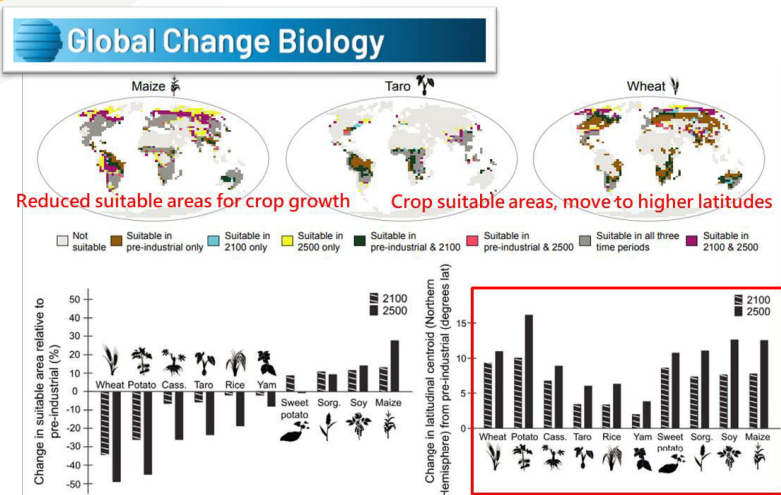 Global Change Biology
Maize
Taro
Wheat
Reduced suitable areas for crop growth
Crop suitable areas, move to higher latitudes
Not suitable
Suitable in pre-industrial only
Suitable in 2100 only
Suitable in 2500 only
Suitable in pre-industrial & 2100
Suitable in pre-industrial & 2500
Suitable in all three time periods
Suitable in 2100 & 2500
Change in suitable area relative to
pre-industrial (%)
50
40
30
20
10
0
-10
-20
-30
-40
-50
2100
2500
Wheat Potato Cass. Taro Rice Yam
Sweet potato Sorg. Soy Maize
Change in latitudinal centroid (Northern
Hemisphere) from pre-industrial (degrees lat)
15
10
5
0
2100
2500
Wheat Potato Cass. Taro Rice Yam Sweet potato Sorg. Soy Maize